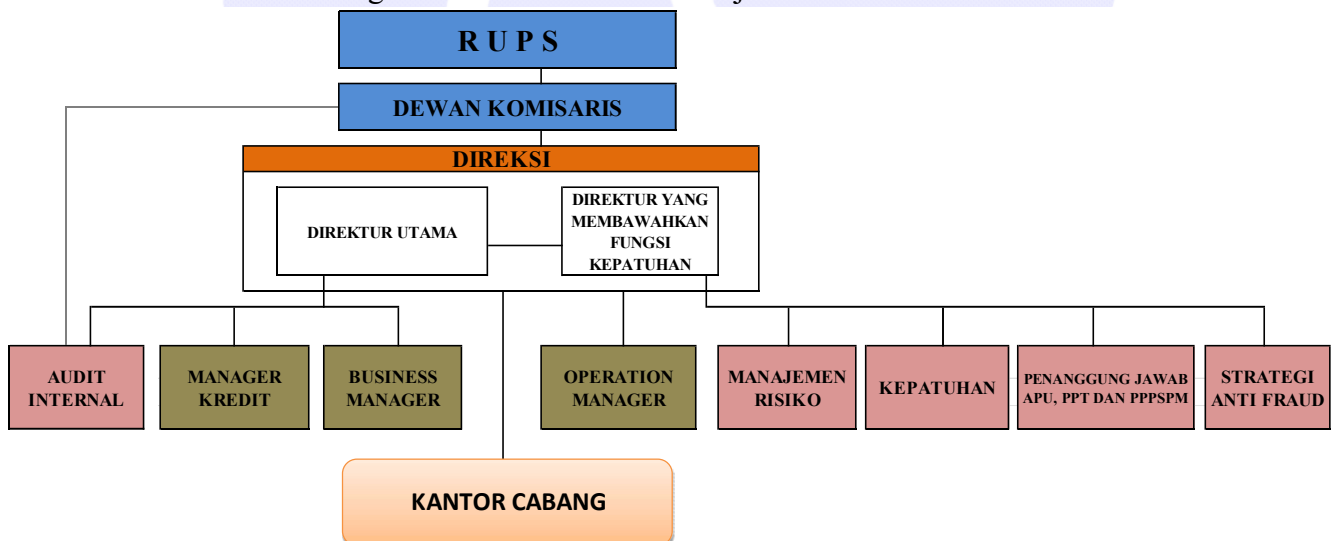 R U P S
DEWAN KOMISARIS
DIREKSI
DIREKTUR UTAMA
DIREKTUR YANG
MEMBAWAHKAN
FUNGSI
KEPATUHAN
AUDIT
INTERNAL
MANAGER
KREDIT
BUSINESS
MANAGER
OPERATION
MANAGER
MANAJEMEN
RISIKO
KEPATUHAN
PENANGGUNG JAWAB
APU, PPT DAN PPPSPM
STRATEGI
ANTI FRAUD
KANTOR CABANG